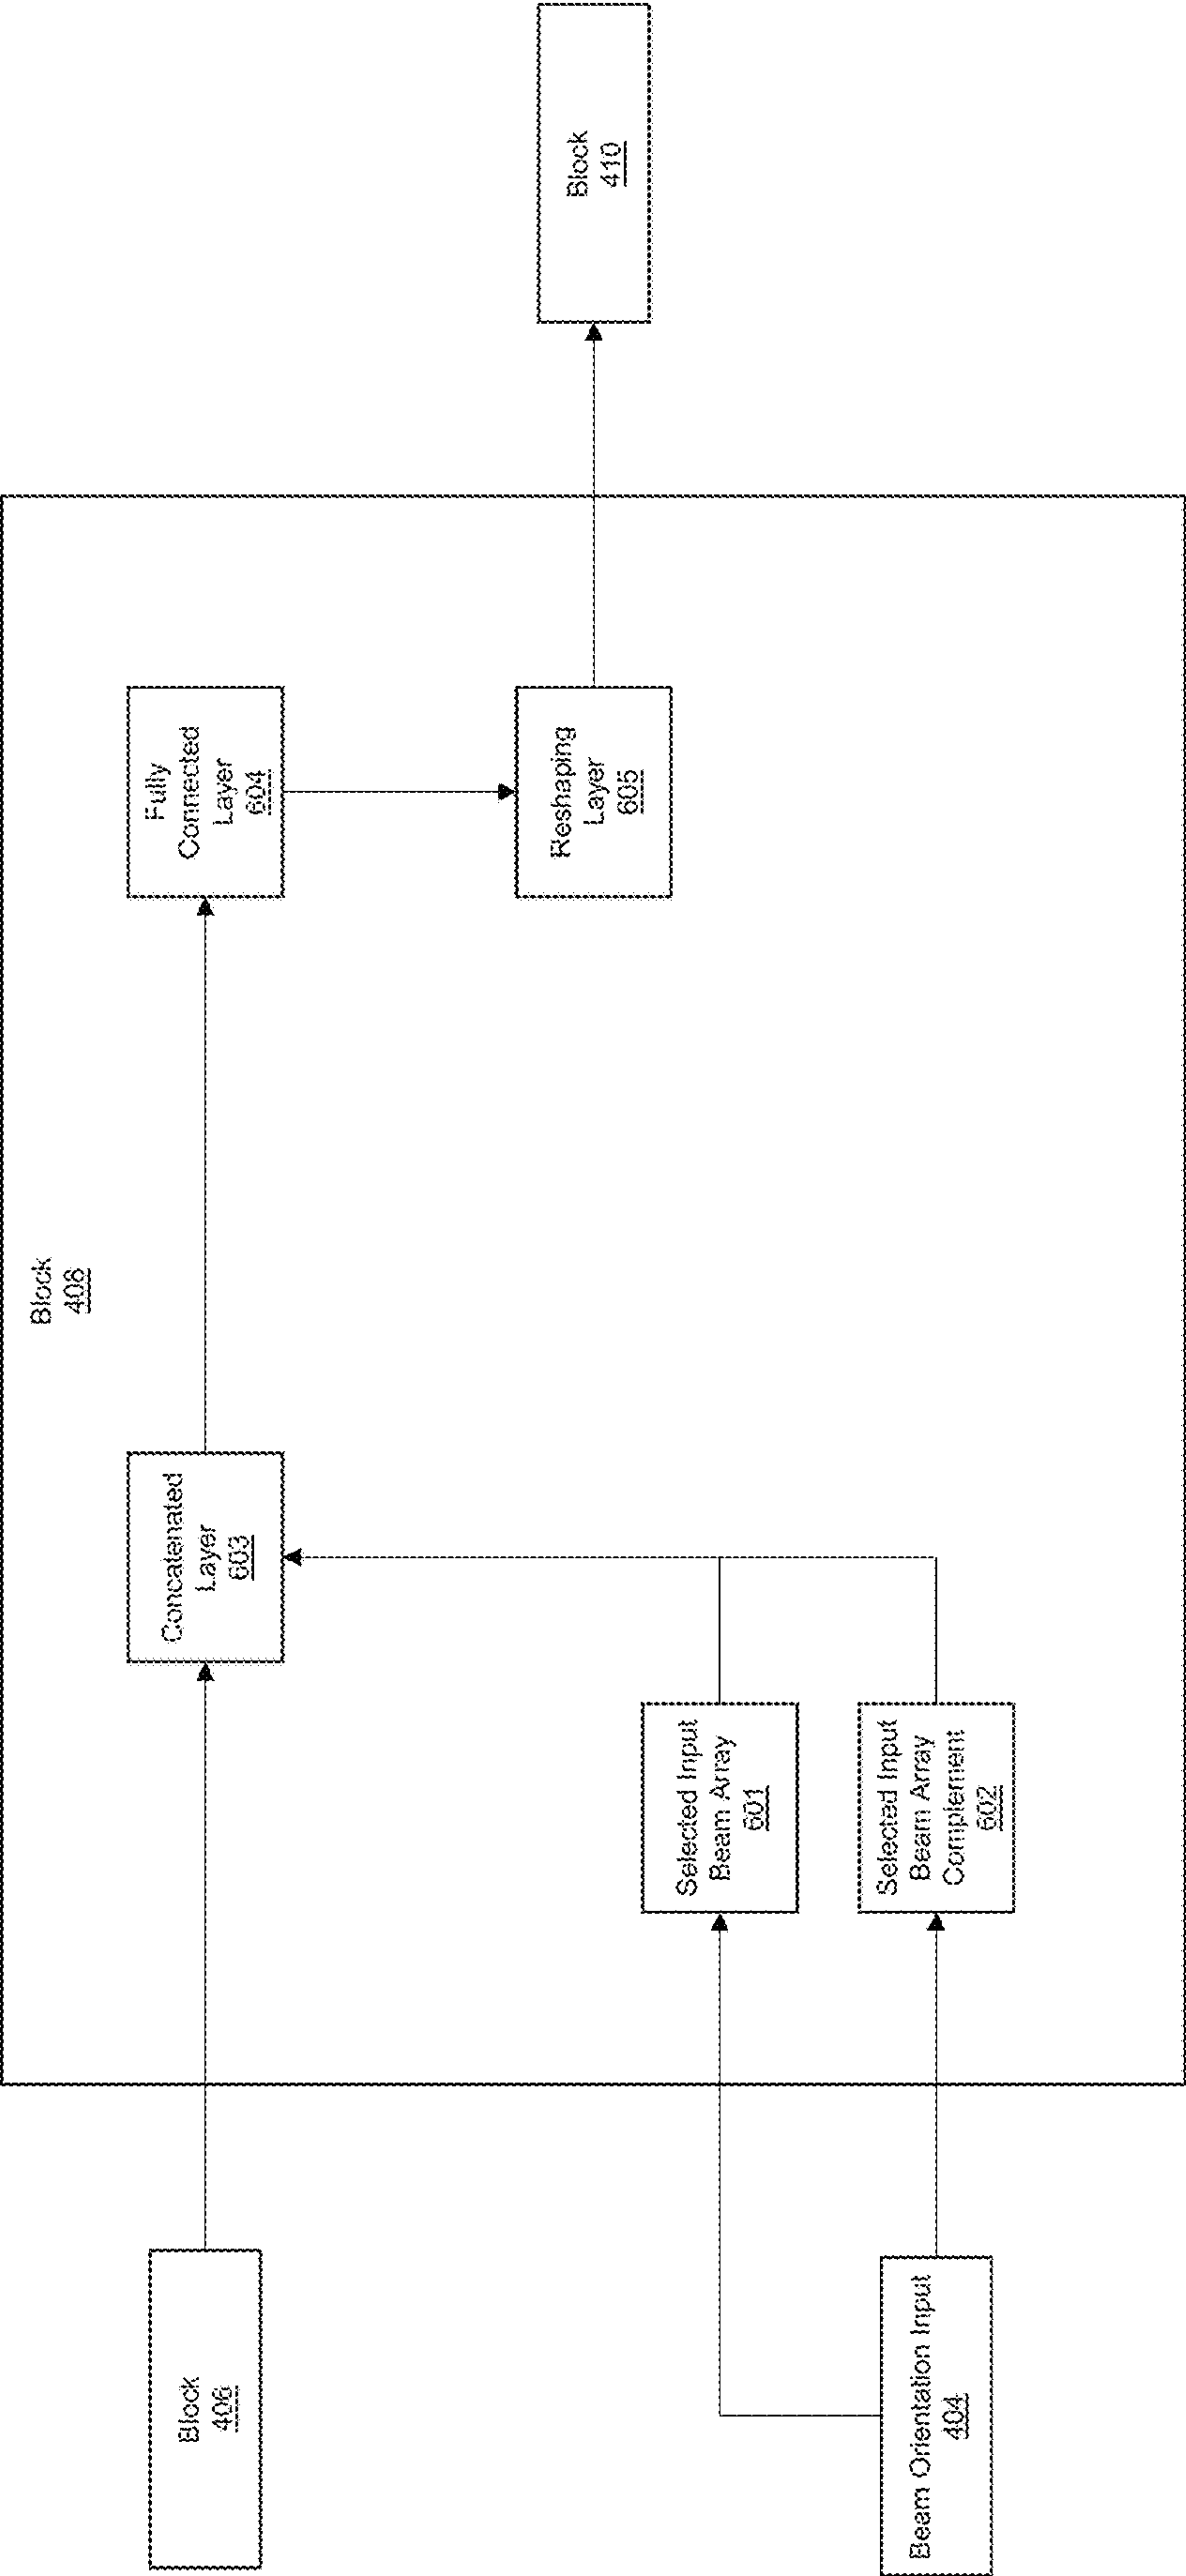 Block
406
Beam Orientation Input
404
Block
408
Concatenated
Layer
603
Selected Input
Beam Array
601
Selected Input
Beam Array
Complement
602
Fully
Connected
Layer
604
Reshaping
Layer
605
Block
410